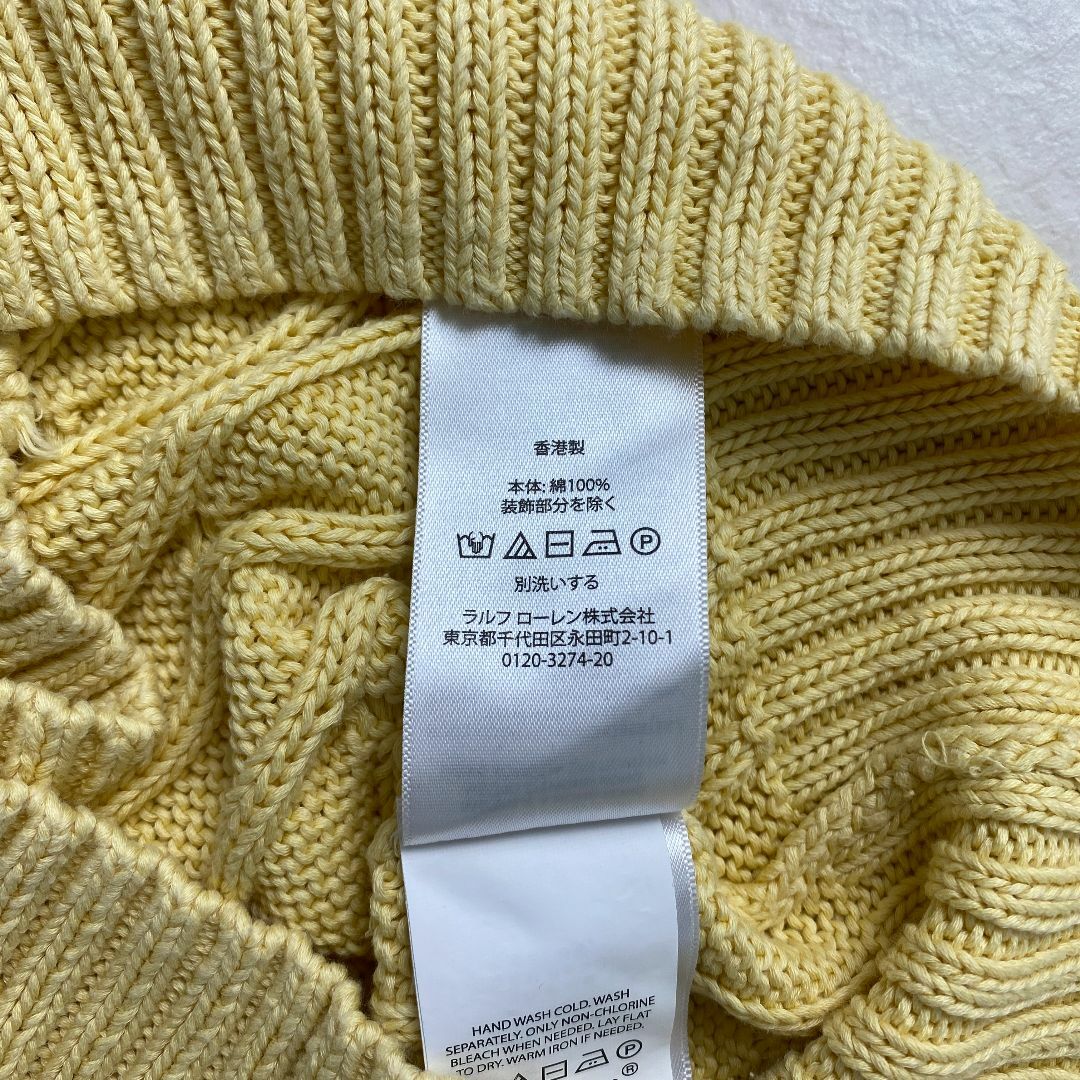 香港製
本体: 綿100%
装飾部分を除く
P
別洗いする
ラルフ ローレン株式会社
東京都千代田区永田町2-10-1
0120-3274-20
HAND WASH COLD. WASH
SEPARATELY. ONLY NON-CHLORINE
BLEACH WHEN NEEDED. LAY FLAT
TO DRY. WARM IRON IF NEEDED.
P